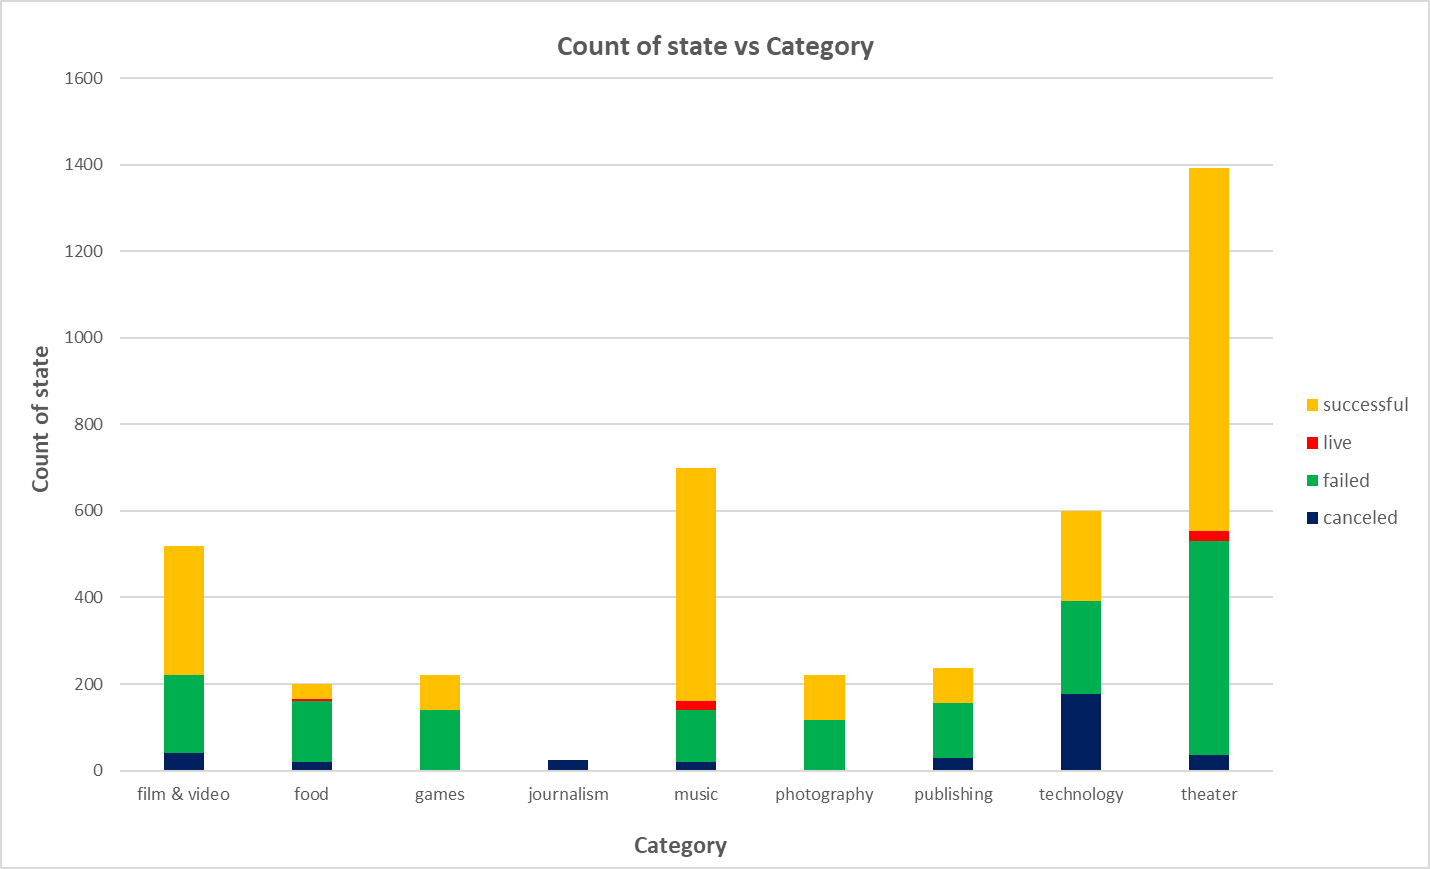 Count of state vs Category
1600
1400
1200
1000
800
600
400
200
0
Count of state
film & video
food
games
journalism
music
photography
publishing
technology
theater
Category
successful
live
failed
canceled